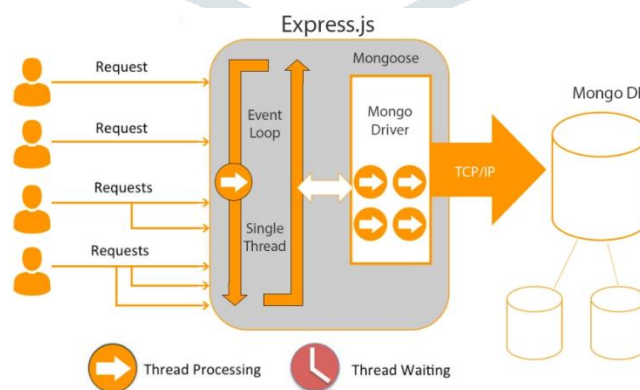 Express.js
Request
Mongoose
Event
Loop
Mongo
Driver
Mongo
Request
TCP/IP
Requests
Single
Thread
Requests
Thread Processing
Thread Waiting